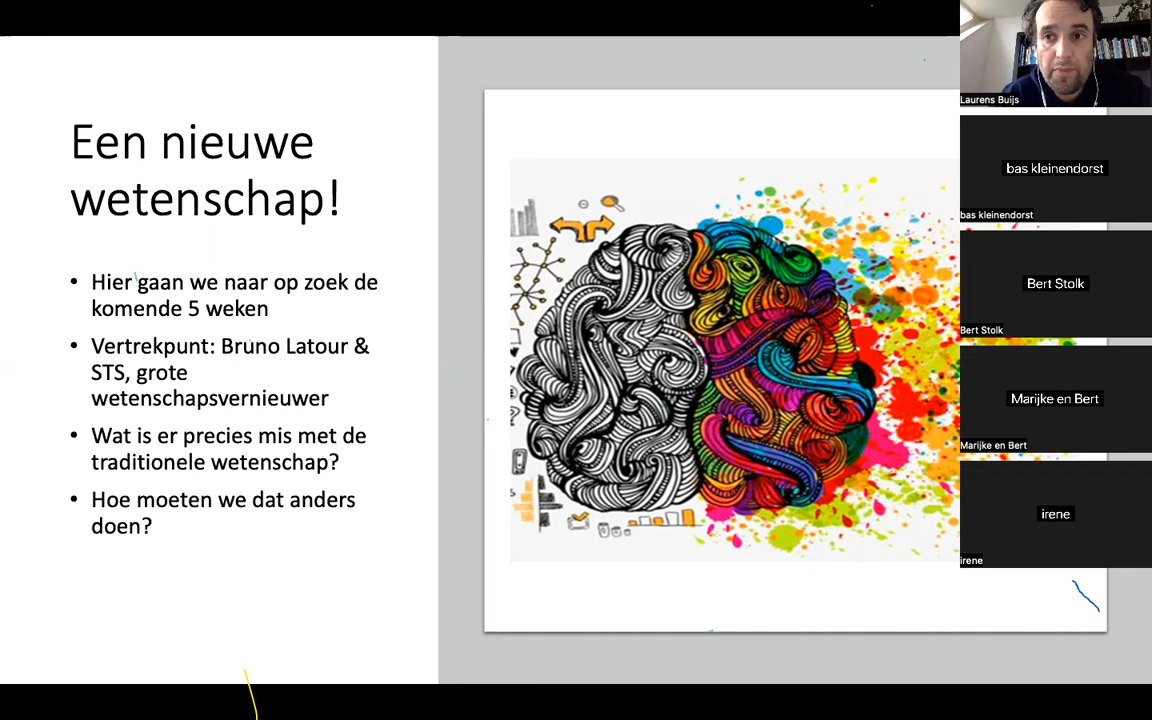 Een nieuwe
wetenschap!
• Hier gaan we naar op zoek de
komende 5 weken
• Vertrekpunt: Bruno Latour &
STS, grote
wetenschapsvernieuwer
• Wat is er precies mis met de
traditionele wetenschap?
• Hoe moeten we dat anders
doen?
Laurens Buijs
bas kleinendorst
bas kleinendorst
Bert Stolk
Bert Stolk
Marijke en Bert
Marijke en Bert
irene
irene